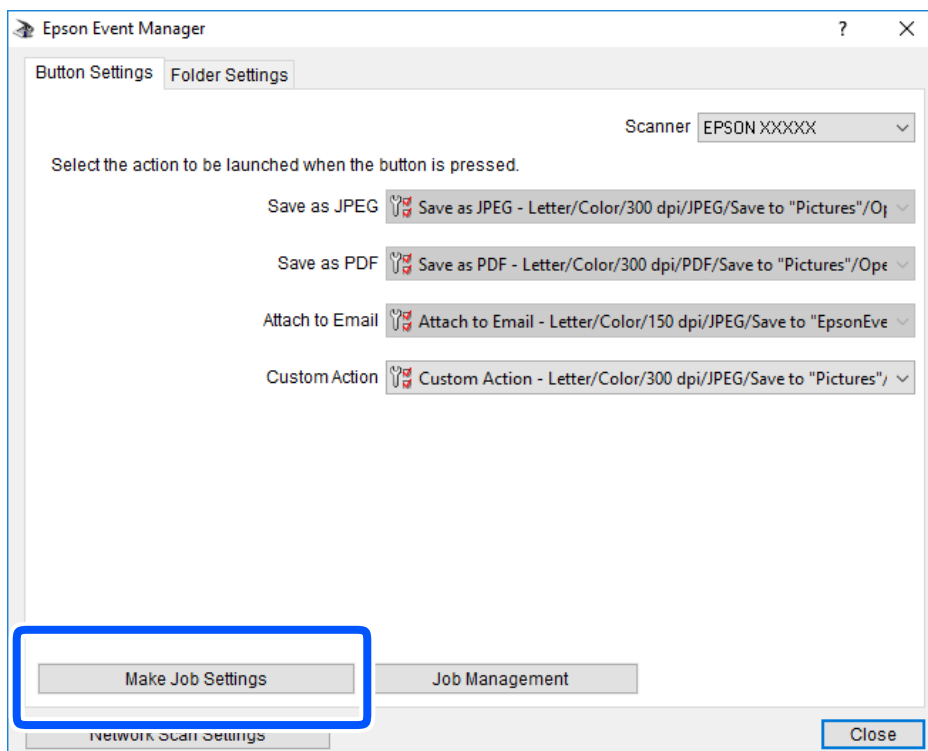 Epson Event Manager
Button Settings Folder Settings
Scanner EPSON XXXXX
Select the action to be launched when the button is pressed.
Save as JPEG Save as JPEG - Letter/Color/300 dpi/JPEG/Save to "Pictures"/Op
Save as PDF Save as PDF - Letter/Color/300 dpi/PDF/Save to "Pictures"/Ope
Attach to Email Attach to Email - Letter/Color/150 dpi/JPEG/Save to "EpsonEve
Custom Action Custom Action - Letter/Color/300 dpi/JPEG/Save to "Pictures"/
Make Job Settings Job Management
Network Scan Settings Close